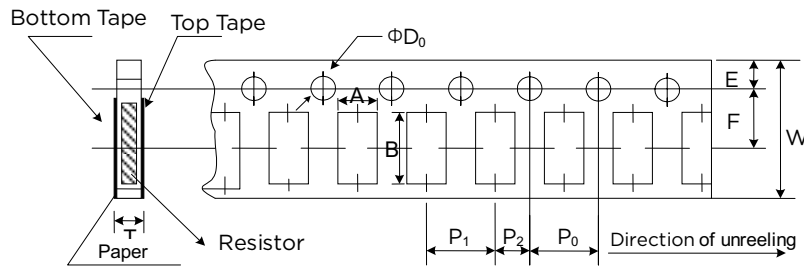 Bottom Tape
Top Tape
ΦD₀
A
B
E
F
W
T
Paper
Resistor
P₁
P₂
P₀
Direction of unreeling